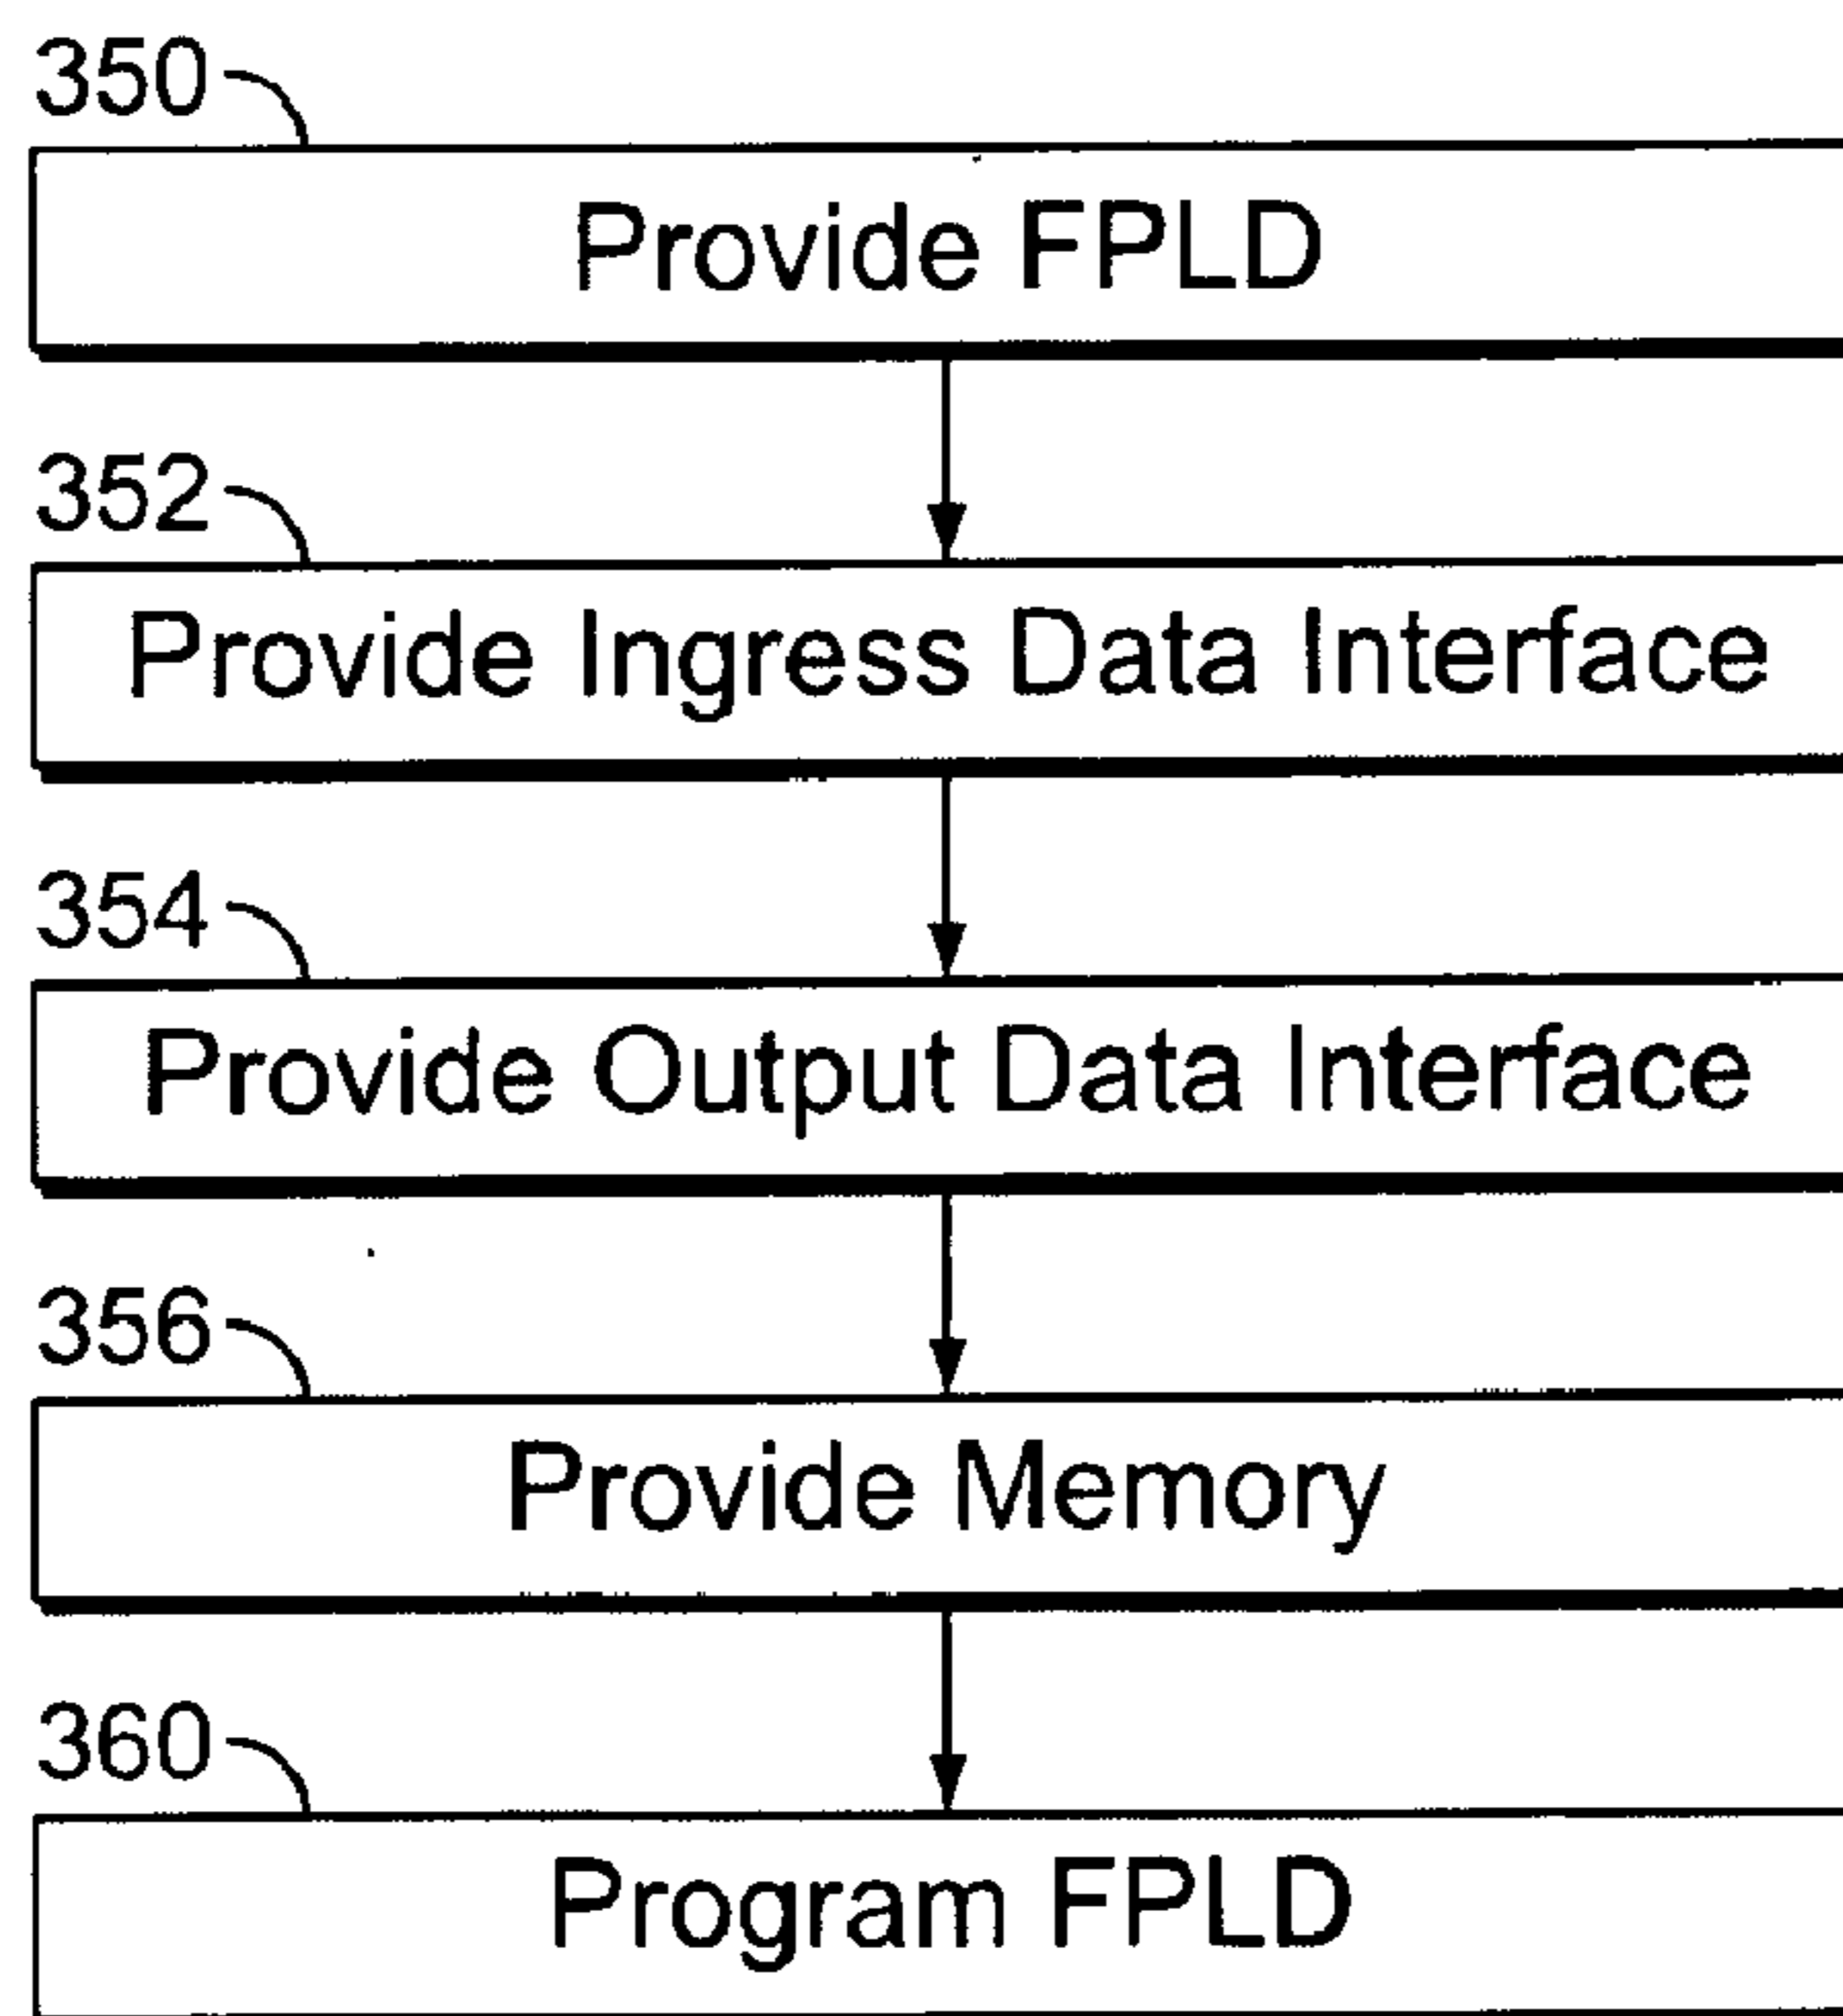 350
Provide FPLD
352
Provide Ingress Data Interface
354
Provide Output Data Interface
356
Provide Memory
360
Program FPLD